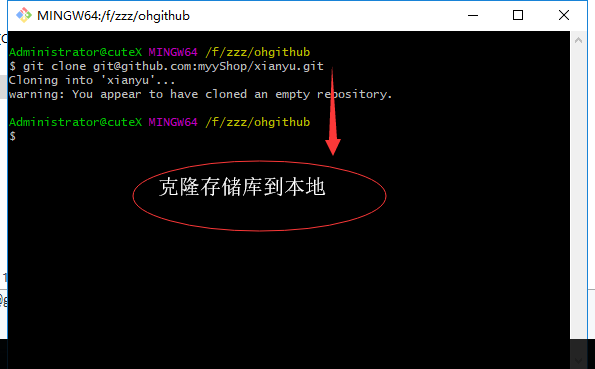 MINGW64:/f/zzz/ohgithub
Administrator@cuteX MINGW64 /f/zzz/ohgithub
$ git clone git@github.com:myyShop/xianyu.git
Cloning into 'xianyu'...
warning: You appear to have cloned an empty repository.
Administrator@cuteX MINGW64 /f/zzz/ohgithub
$
克隆存储库到本地